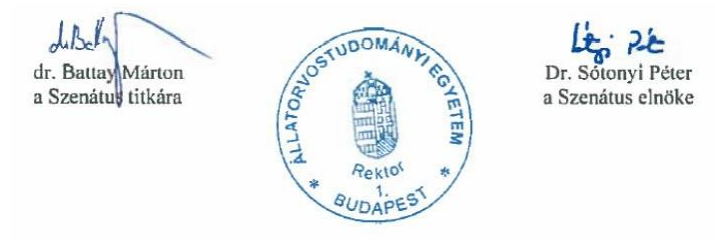 dr. Battay Márton
a Szenátus titkára
ÁLLATORVOSTUDOMÁNYI EGYETEM
Rektor
1.
* BUDAPEST *
Dr. Sótonyi Péter
a Szenátus elnöke